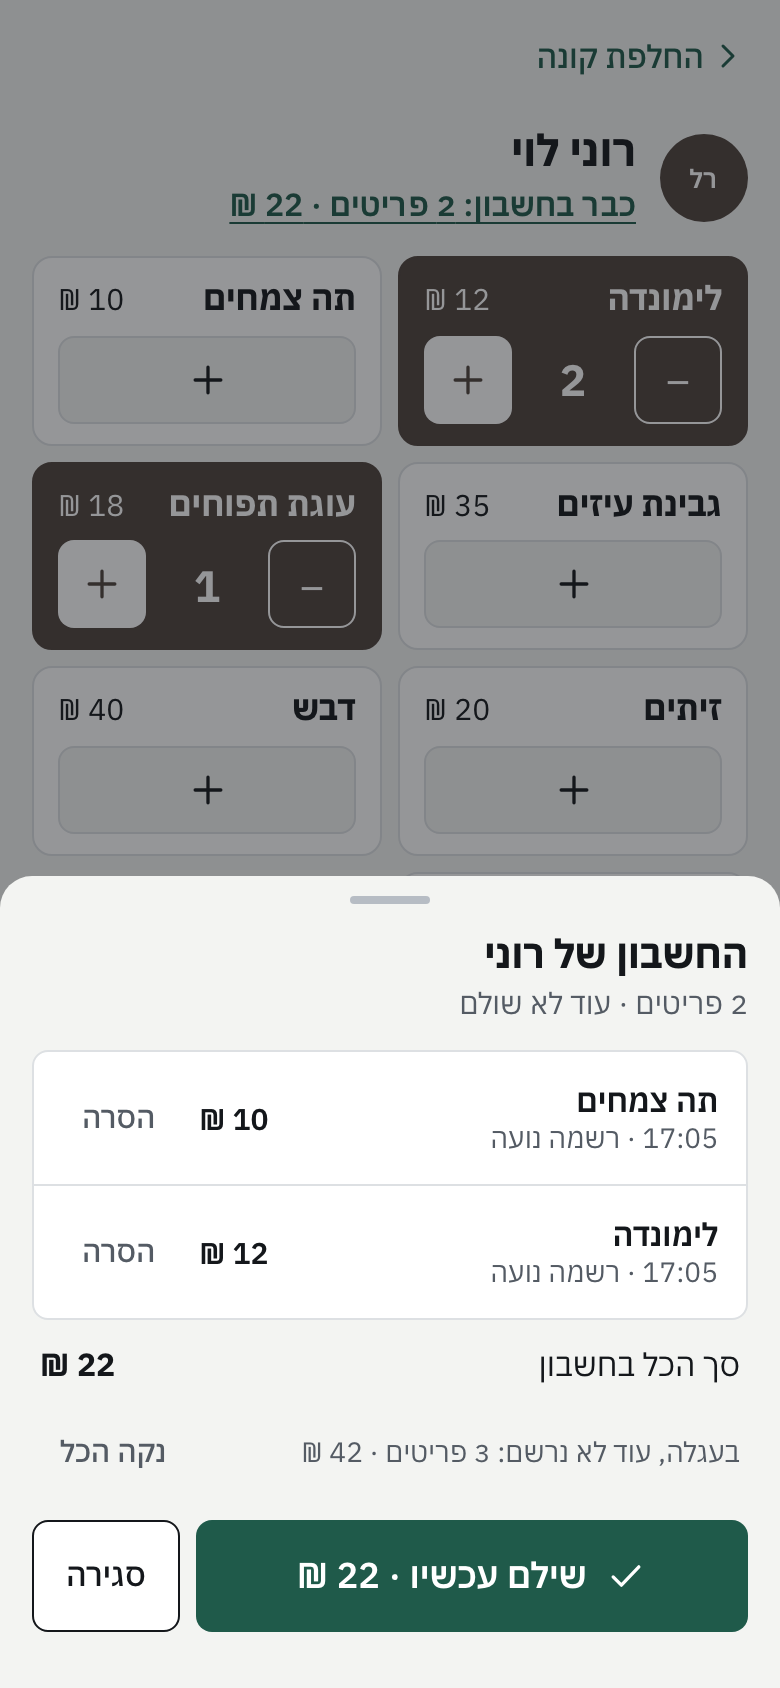 החלפת קונה
רל
רוני לוי
כבר בחשבון: 2 פריטים · 22 ₪
לימונדה 12 ₪
− 2 +
תה צמחים 10 ₪
+
גבינת עיזים 35 ₪
+
עוגת תפוחים 18 ₪
− 1 +
זיתים 20 ₪
+
דבש 40 ₪
+
החשבון של רוני
2 פריטים · עוד לא שולם
תה צמחים
17:05 · רשמה נועה
10 ₪ הסרה
לימונדה
17:05 · רשמה נועה
12 ₪ הסרה
סך הכל בחשבון 22 ₪
בעגלה, עוד לא נרשם: 3 פריטים · 42 ₪ נקה הכל
שילם עכשיו · 22 ₪
סגירה